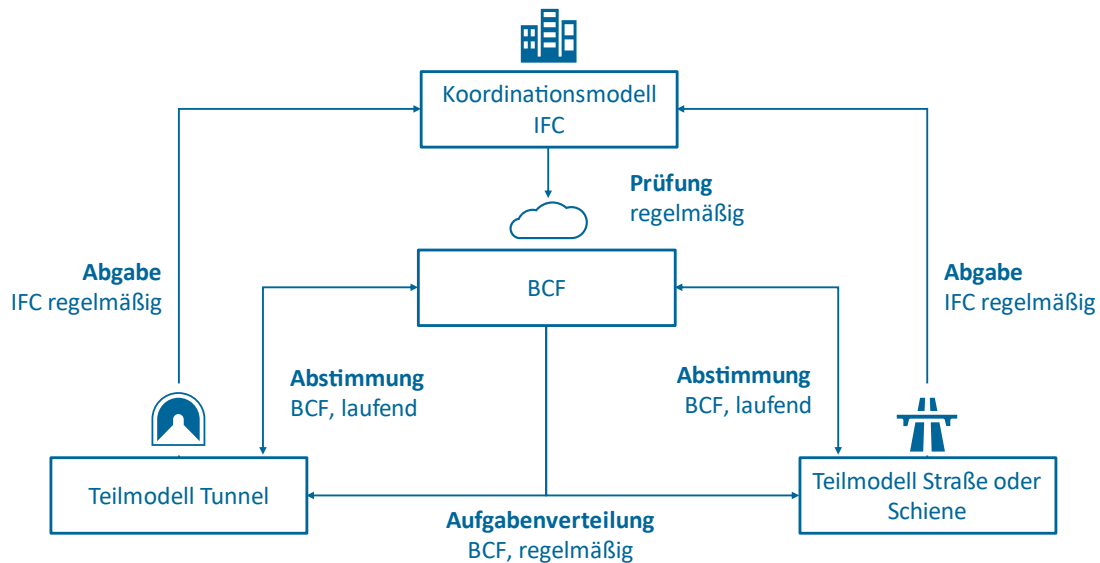 Koordinationsmodell
IFC
Prüfung
regelmäßig
Abgabe
IFC regelmäßig
BCF
Abgabe
IFC regelmäßig
Abstimmung
BCF, laufend
Abstimmung
BCF, laufend
Teilmodell Tunnel
Teilmodell Straße oder
Schiene
Aufgabenverteilung
BCF, regelmäßig